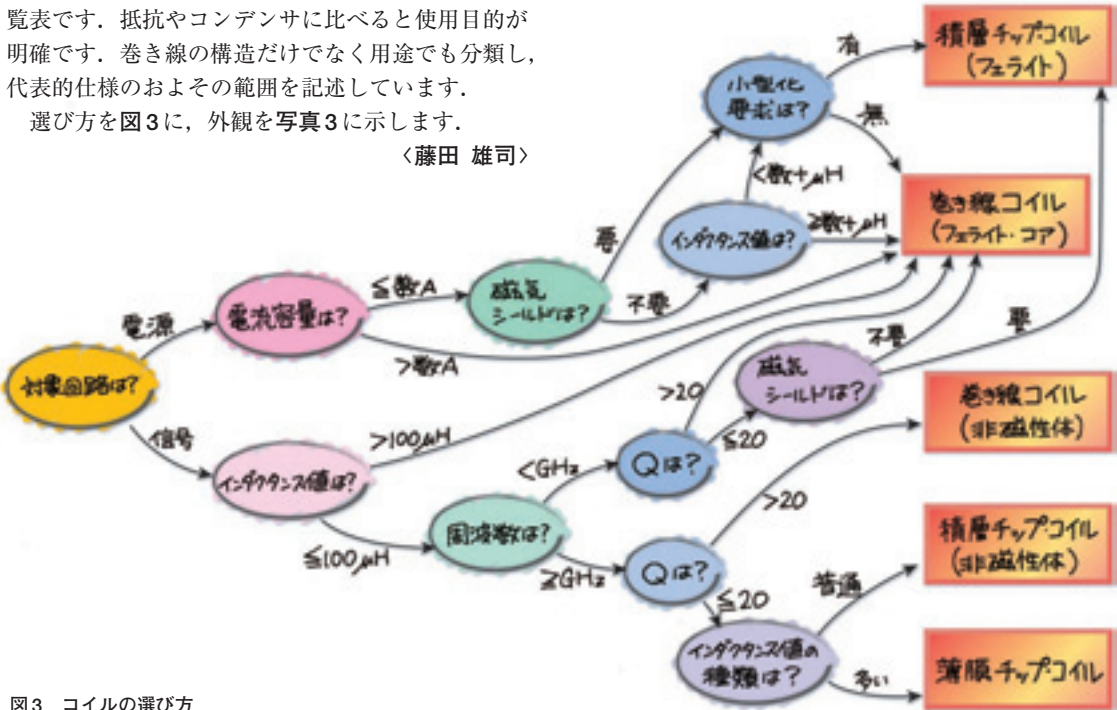 覧表です．抵抗やコンデンサに比べると使用目的が
明確です．巻き線の構造だけでなく用途でも分類し，
代表的仕様のおよその範囲を記述しています．
選び方を図3に，外観を写真3に示します．
〈藤田 雄司〉
対象回路は?
電源
信号
電流容量は?
≦数A
>数A
磁気
シールドは?
要
不要
小型化
要求は?
有
無
<数十μH
インダクタンス値は?
≧数十μH
積層チップ・コイル
(フェライト)
巻き線コイル
(フェライト・コア)
インダクタンス値は?
>100μH
≦100μH
周波数は?
<GHz
≧GHz
Qは?
>20
≦20
磁気
シールドは?
不要
要
Qは?
>20
≦20
巻き線コイル
(非磁性体)
インダクタンス値の
種類は?
普通
多い
積層チップ・コイル
(非磁性体)
薄膜チップ・コイル
図3 コイルの選び方